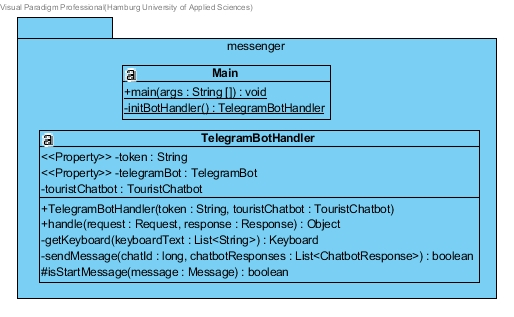 Visual Paradigm Professional(Hamburg University of Applied Sciences)
messenger
a Main
+main(args : String []) : void
-initBotHandler() : TelegramBotHandler
a TelegramBotHandler
<<Property>> -token : String
<<Property>> -telegramBot : TelegramBot
-touristChatbot : TouristChatbot
+TelegramBotHandler(token : String, touristChatbot : TouristChatbot)
+handle(request : Request, response : Response) : Object
-getKeyboard(keyboardText : List<String>) : Keyboard
-sendMessage(chatId : long, chatbotResponses : List<ChatbotResponse>) : boolean
#isStartMessage(message : Message) : boolean